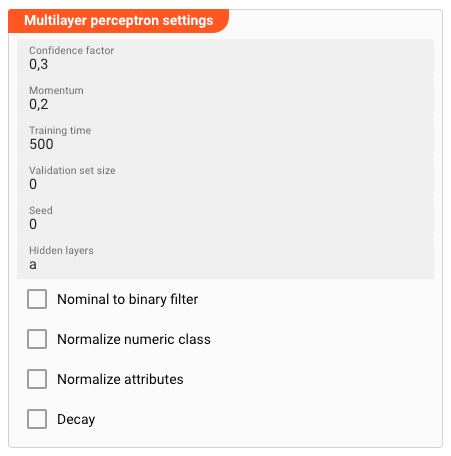 Multilayer perceptron settings
Confidence factor
0,3
Momentum
0,2
Training time
500
Validation set size
0
Seed
0
Hidden layers
a
Nominal to binary filter
Normalize numeric class
Normalize attributes
Decay